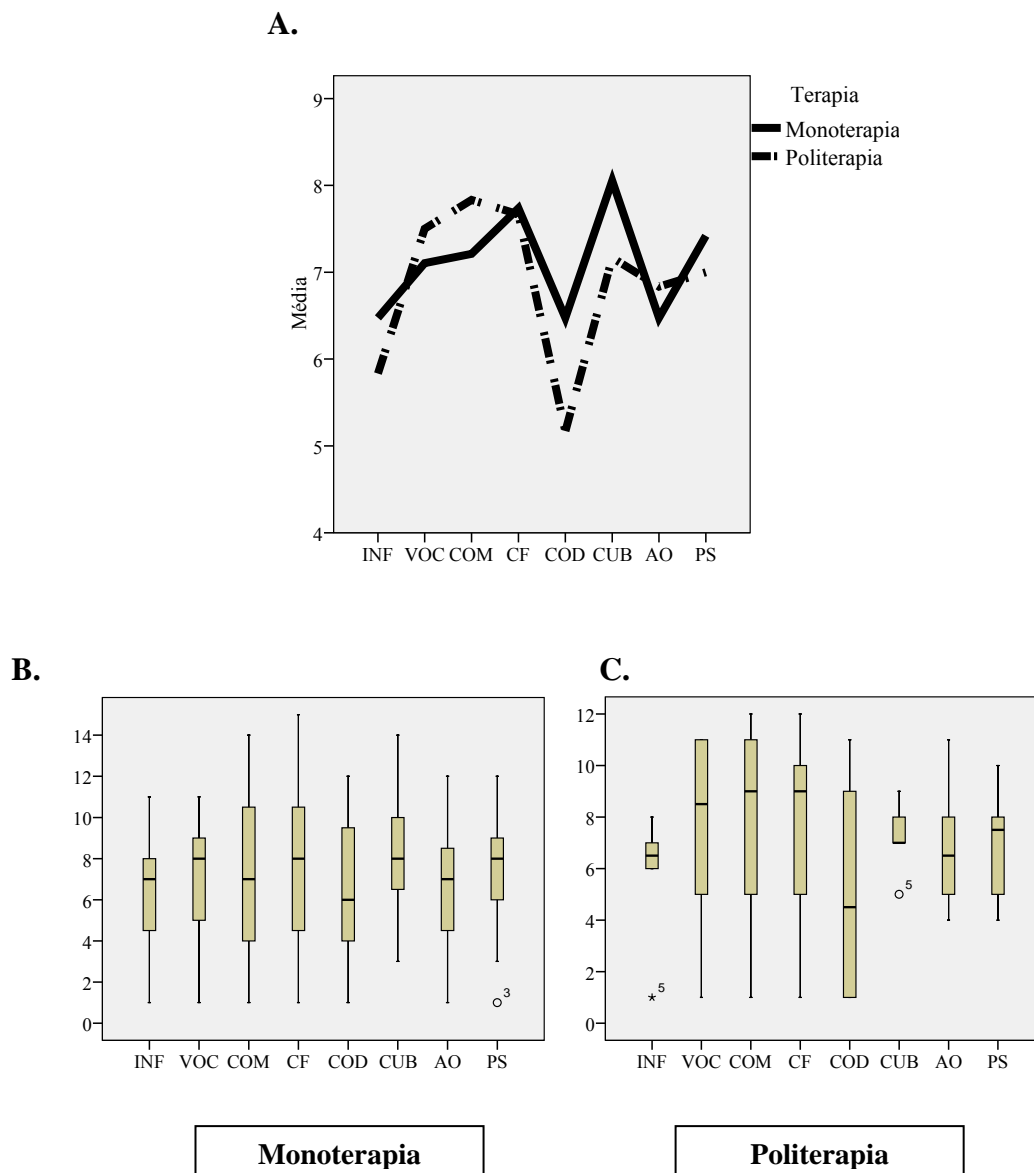 A.
Terapia
Monoterapia
Politerapia
Média
9
8
7
6
5
4
INF VOC COM CF COD CUB AO PS
B.
14
12
10
8
6
4
2
0
3
INF VOC COM CF COD CUB AO PS
Monoterapia
C.
12
10
8
6
4
2
0
5
5
INF VOC COM CF COD CUB AO PS
Politerapia